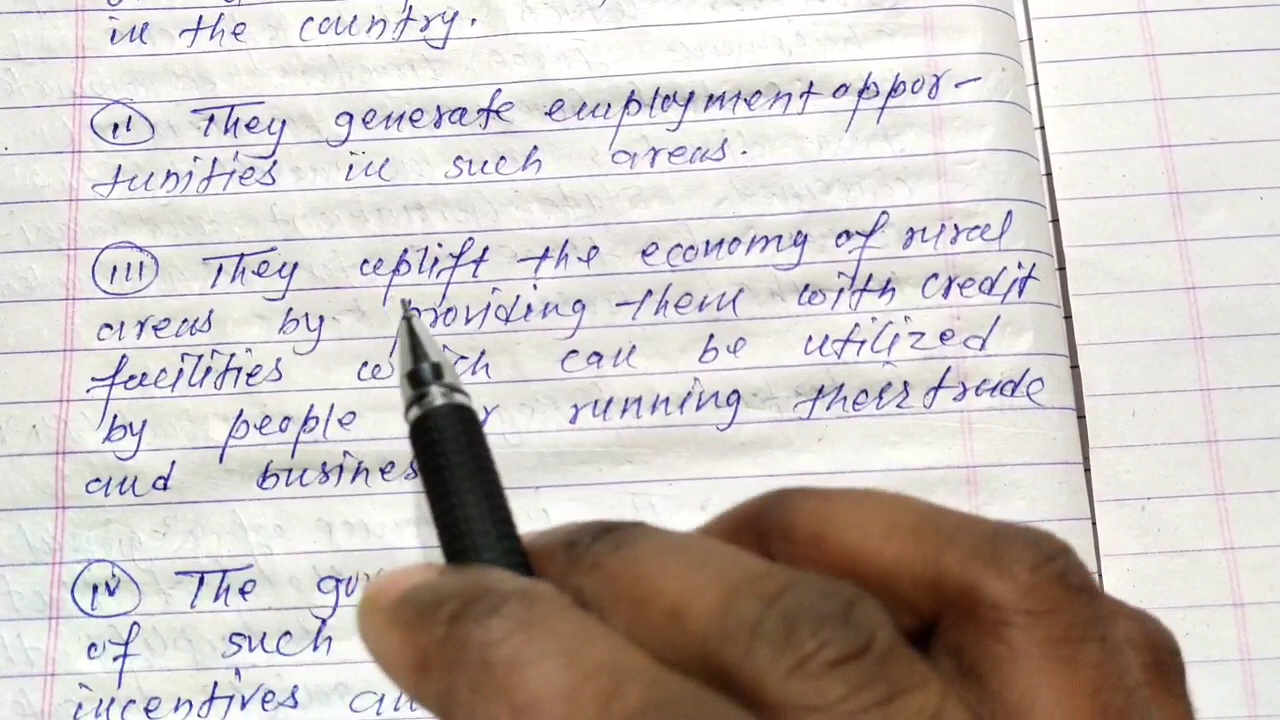 in the country.
(ii) They generate employment oppor-
tunities in such areas.
(iii) They uplift the economy of rural
areas by providing them with credit
facilities which can be utilized
by people running their trade
and busines
(iv) The
of such
incentives